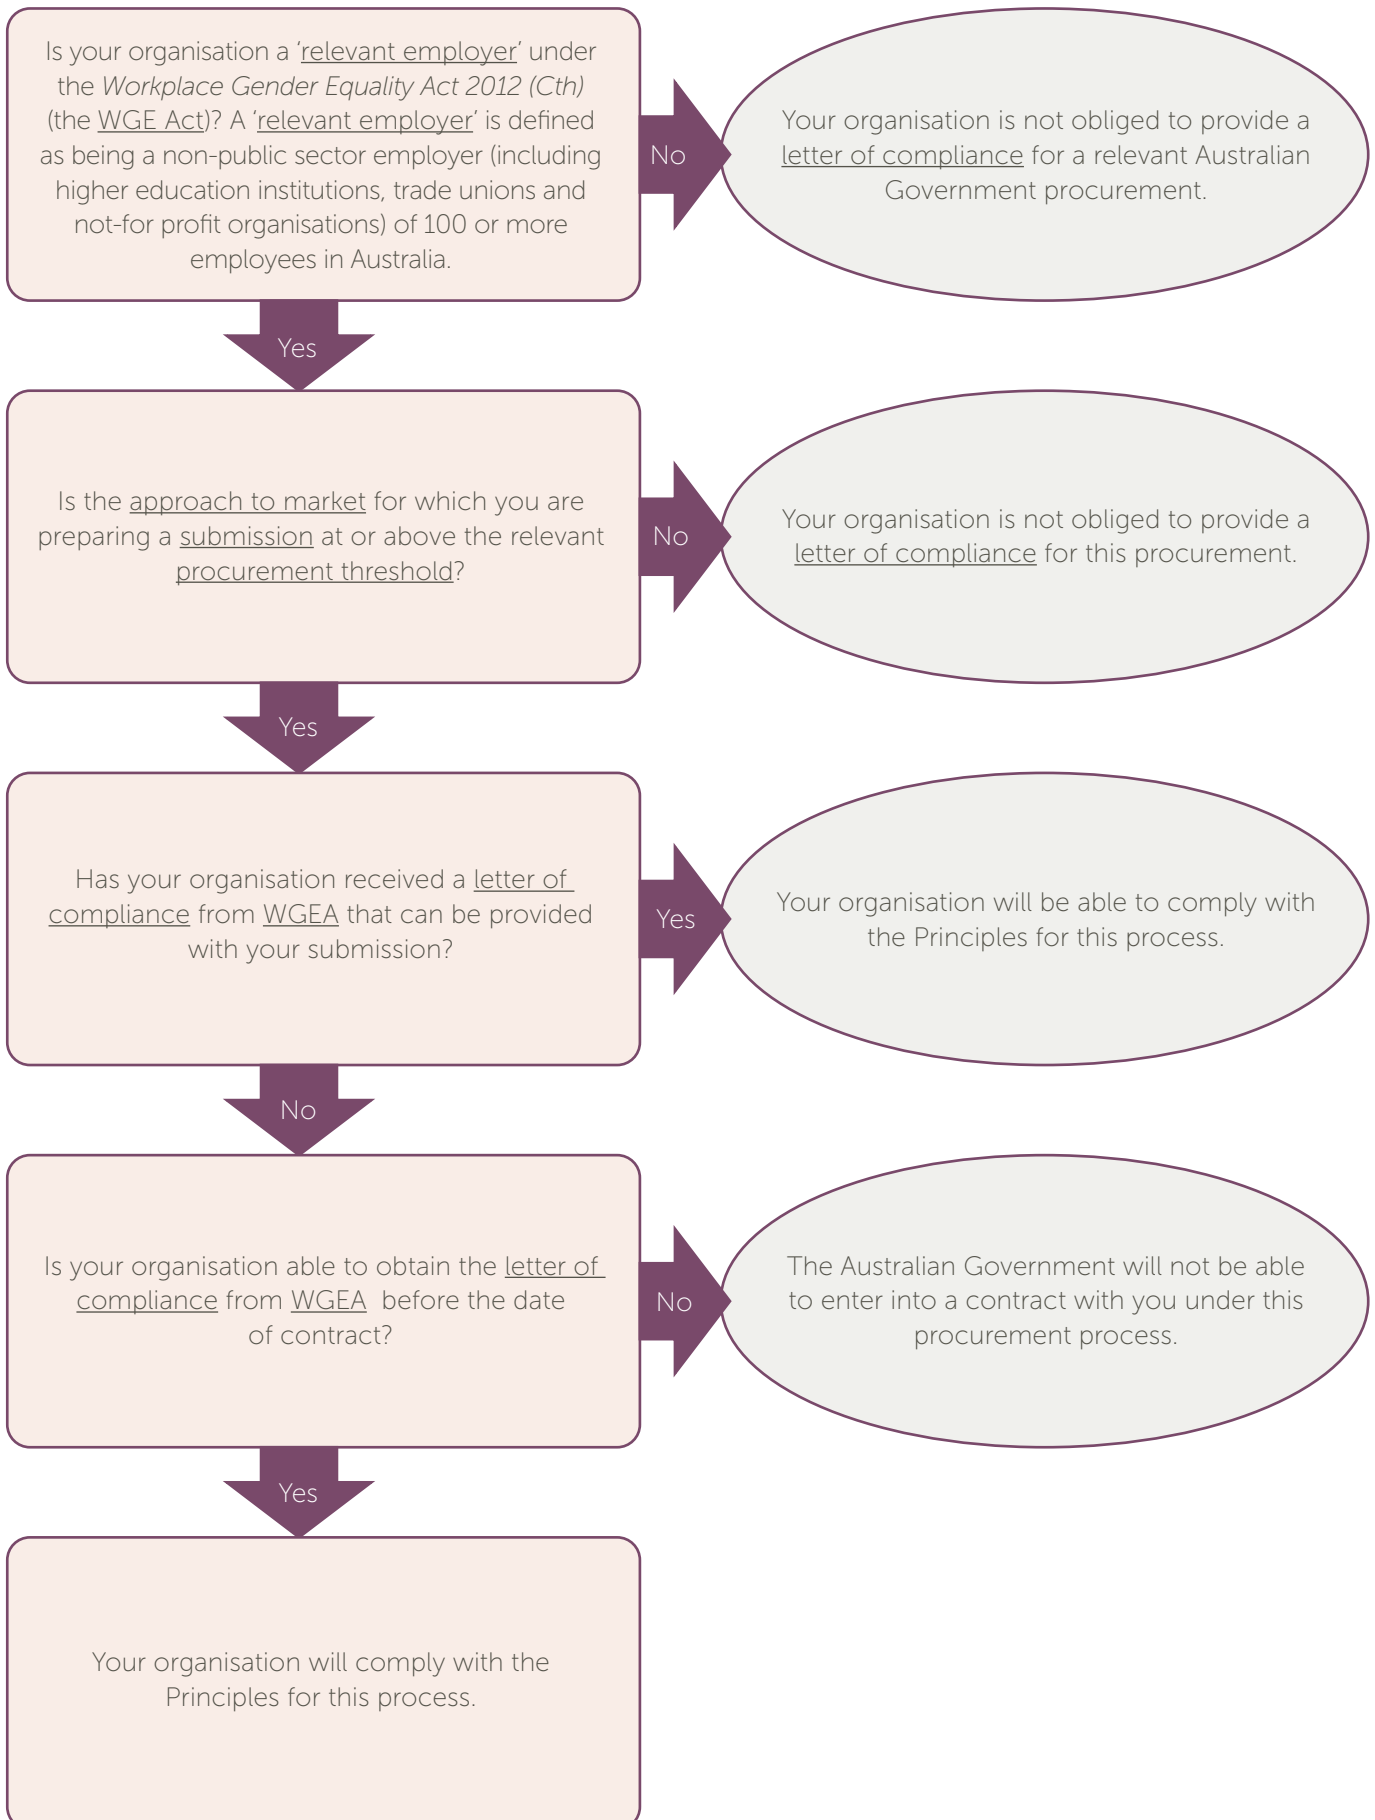 Is your organisation a ‘relevant employer’ under
the Workplace Gender Equality Act 2012 (Cth)
(the WGE Act)? A ‘relevant employer’ is defined
as being a non-public sector employer (including
higher education institutions, trade unions and
not-for profit organisations) of 100 or more
employees in Australia.
No
Your organisation is not obliged to provide a
letter of compliance for a relevant Australian
Government procurement.
Yes
Is the approach to market for which you are
preparing a submission at or above the relevant
procurement threshold?
No
Your organisation is not obliged to provide a
letter of compliance for this procurement.
Yes
Has your organisation received a letter of
compliance from WGEA that can be provided
with your submission?
Yes
Your organisation will be able to comply with
the Principles for this process.
No
Is your organisation able to obtain the letter of
compliance from WGEA before the date
of contract?
No
The Australian Government will not be able
to enter into a contract with you under this
procurement process.
Yes
Your organisation will comply with the
Principles for this process.